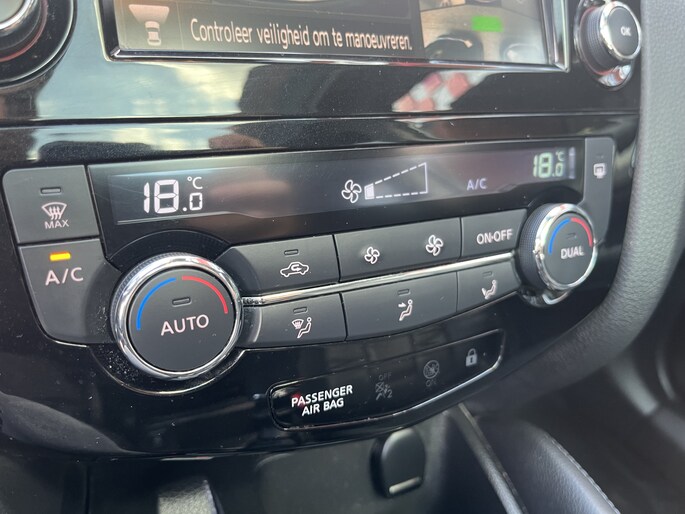 Controleer veiligheid om te manoeuvreren.
OK
18.0 °C
A/C
18.0 °C
MAX
A/C
ON·OFF
AUTO
DUAL
PASSENGER
AIR BAG